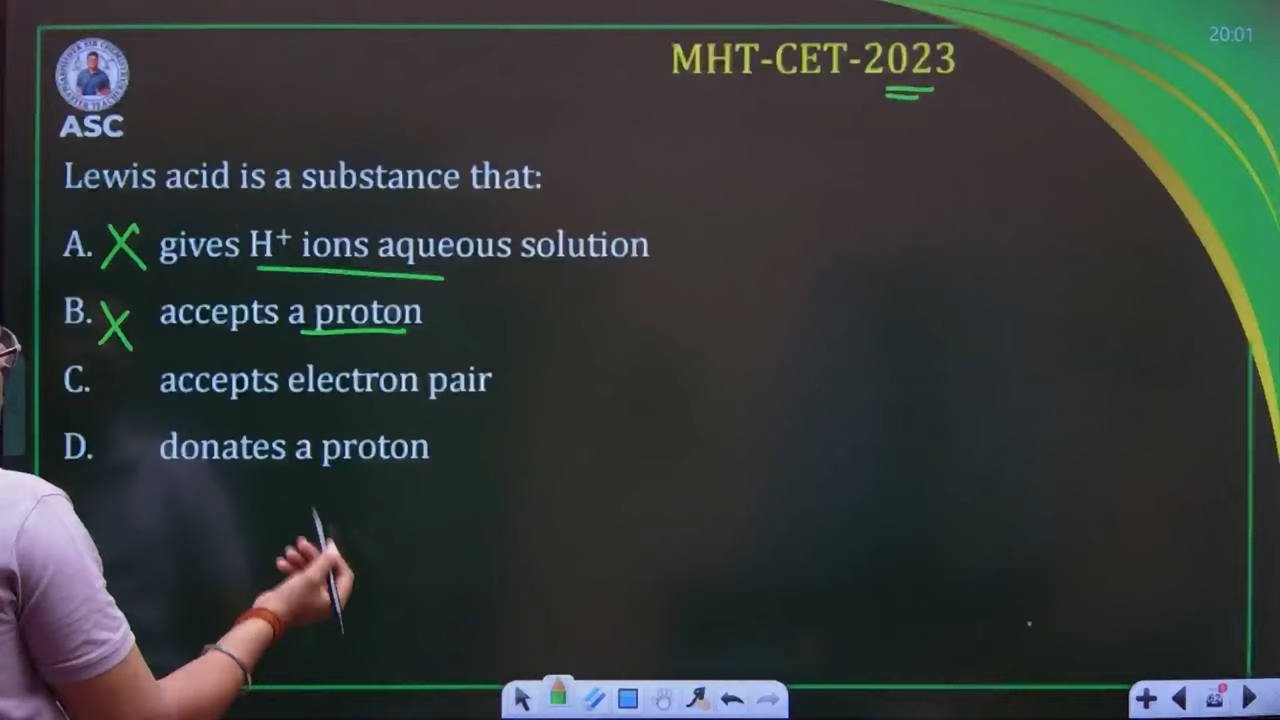 MHT-CET-2023
20:01
ASC
Lewis acid is a substance that:
A. X gives H⁺ ions aqueous solution
B. X accepts a proton
C. accepts electron pair
D. donates a proton
62